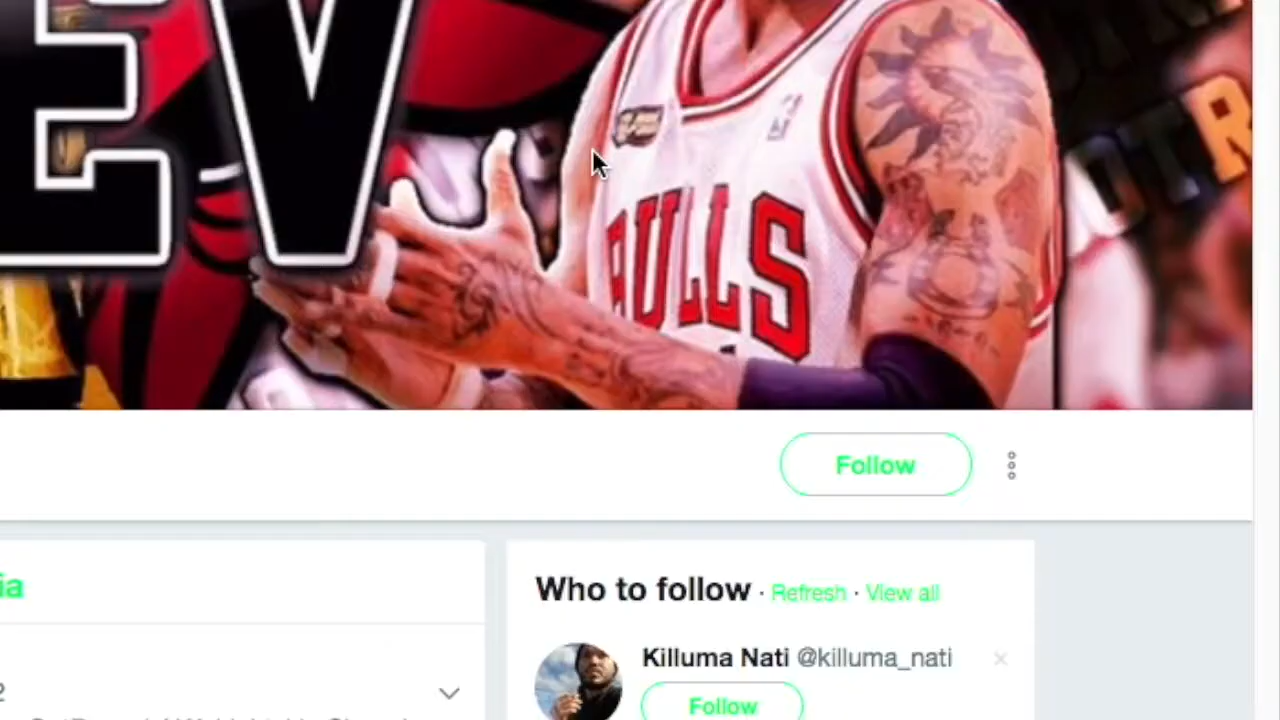 EV
BULLS
Follow
ia
Who to follow · Refresh · View all
Killuma Nati @killuma_nati
Follow